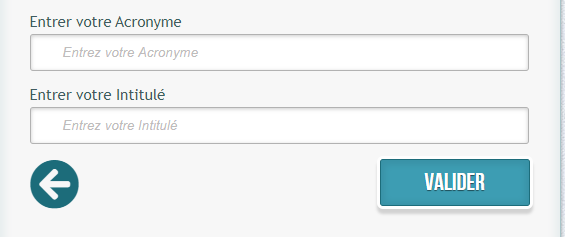 Entrer votre Acronyme
Entrez votre Acronyme
Entrer votre Intitulé
Entrez votre Intitulé
VALIDER